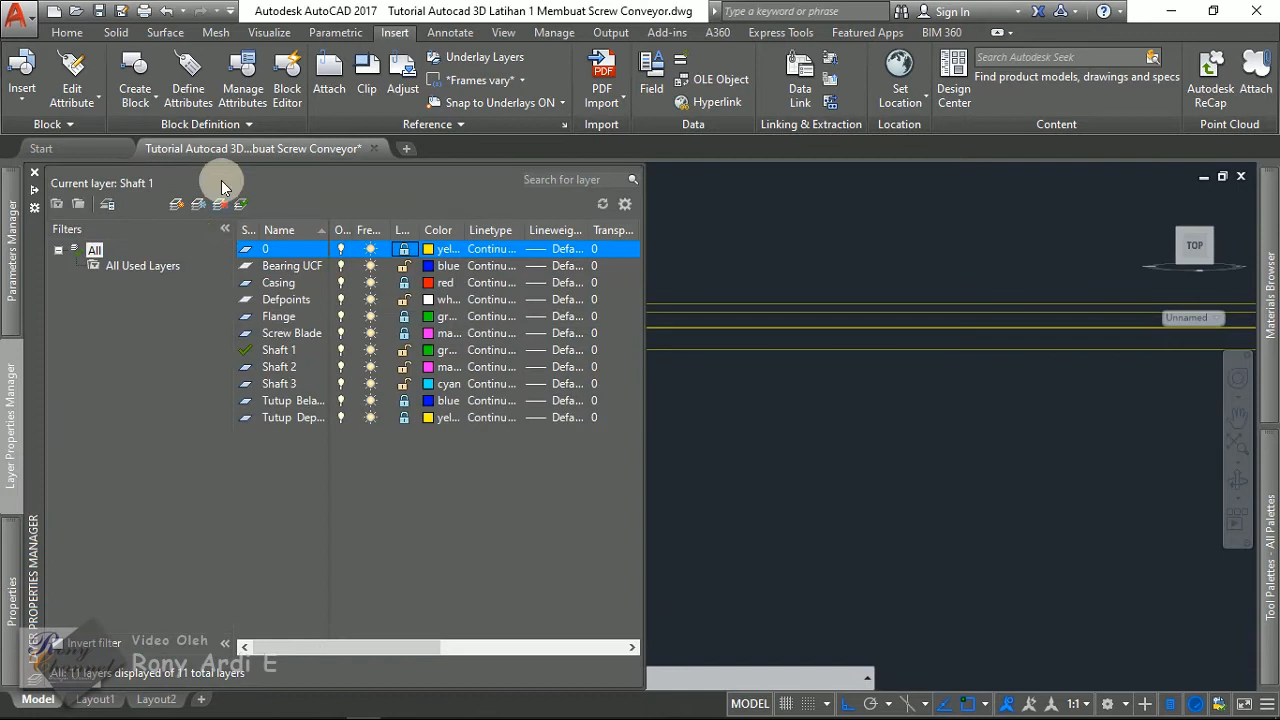 Autodesk AutoCAD 2017 Tutorial Autocad 3D Latihan 1 Membuat Screw Conveyor.dwg Type a keyword or phrase Sign In
Home Solid Surface Mesh Visualize Parametric Insert Annotate View Manage Output Add-ins A360 Express Tools Featured Apps BIM 360
Insert Edit Attribute Create Block Define Attributes Manage Attributes Block Editor Attach Clip Adjust
Underlay Layers
*Frames vary*
Snap to Underlays ON
PDF Import Field
OLE Object
Hyperlink
Data Link Set Location Design Center
Search Autodesk Seek
Find product models, drawings and specs
Autodesk ReCap Attach
Block Block Definition Reference Import Data Linking & Extraction Location Content Point Cloud
Start Tutorial Autocad 3D...buat Screw Conveyor*
Current layer: Shaft 1 Search for layer
Filters
S... Name O... Fre... L... Color Linetype Lineweig... Transp...
All
All Used Layers
0 yel... Continu... Defa... 0
Bearing UCF blue Continu... Defa... 0
Casing red Continu... Defa... 0
Defpoints wh... Continu... Defa... 0
Flange gr... Continu... Defa... 0
Screw Blade ma... Continu... Defa... 0
Shaft 1 gr... Continu... Defa... 0
Shaft 2 ma... Continu... Defa... 0
Shaft 3 cyan Continu... Defa... 0
Tutup Bela... blue Continu... Defa... 0
Tutup Dep... yel... Continu... Defa... 0
TOP
Unnamed
Parameters Manager
Layer Properties Manager
Properties
LAYER PROPERTIES MANAGER
Materials Browser
Tool Palettes - All Palettes
Invert filter
Video Oleh
Rony Ardi E
All: 11 layers displayed of 11 total layers
Model Layout1 Layout2 +
MODEL 1:1